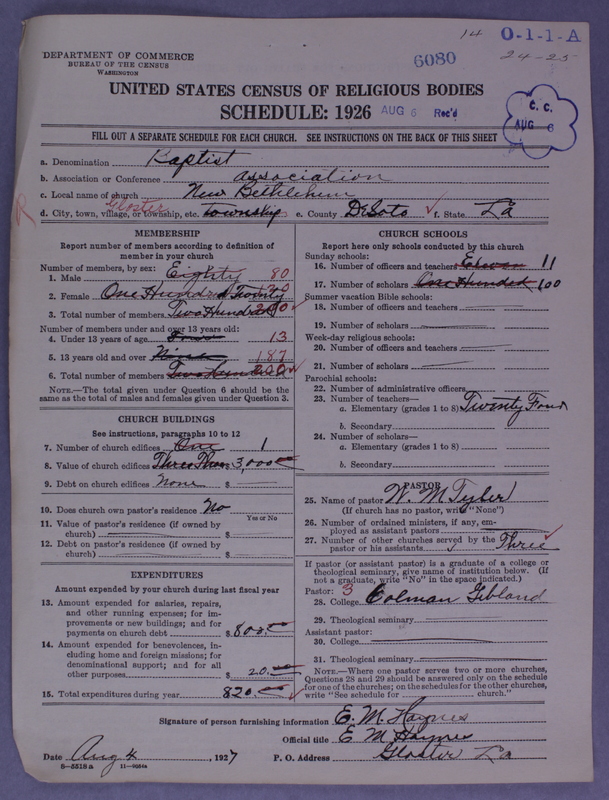 14 O-1-1-A
DEPARTMENT OF COMMERCE
BUREAU OF THE CENSUS
WASHINGTON
6080
24-25
UNITED STATES CENSUS OF RELIGIOUS BODIES
SCHEDULE: 1926 AUG 6 Rec'd
C. C.
AUG 6
FILL OUT A SEPARATE SCHEDULE FOR EACH CHURCH. SEE INSTRUCTIONS ON THE BACK OF THIS SHEET
a. Denomination Baptist
b. Association or Conference association
c. Local name of church New Bethlehem
Gloster
d. City, town, village, or township, etc. township e. County DeSoto f. State La
R
MEMBERSHIP
Report number of members according to definition of
member in your church
Number of members, by sex:
1. Male Eighty 80
2. Female One Hundred Twenty 120
3. Total number of members Two Hundred 200
Number of members under and over 13 years old:
4. Under 13 years of age 13
5. 13 years old and over 187
6. Total number of members Two Hundred 200
NOTE.—The total given under Question 6 should be the
same as the total of males and females given under Question 3.
CHURCH BUILDINGS
See instructions, paragraphs 10 to 12
7. Number of church edifices One 1
8. Value of church edifices Three Thou $ 3,000
9. Debt on church edifices None $
10. Does church own pastor's residence No
Yes or No
11. Value of pastor's residence (if owned by
church) $
12. Debt on pastor's residence (if owned by
church) $
EXPENDITURES
Amount expended by your church during last fiscal year
13. Amount expended for salaries, repairs,
and other running expenses; for im-
provements or new buildings; and for
payments on church debt $ 800.
14. Amount expended for benevolences, in-
cluding home and foreign missions; for
denominational support; and for all
other purposes $ 20.
15. Total expenditures during year 820.
CHURCH SCHOOLS
Report here only schools conducted by this church
Sunday schools:
16. Number of officers and teachers Eleven 11
17. Number of scholars One Hundred 100
Summer vacation Bible schools:
18. Number of officers and teachers
19. Number of scholars
Week-day religious schools:
20. Number of officers and teachers
21. Number of scholars
Parochial schools:
22. Number of administrative officers
23. Number of teachers—
a. Elementary (grades 1 to 8) Twenty Four
b. Secondary
24. Number of scholars—
a. Elementary (grades 1 to 8)
b. Secondary
PASTOR
25. Name of pastor W. M. Tyler
(If church has no pastor, write "None")
26. Number of ordained ministers, if any, em-
ployed as assistant pastors
27. Number of other churches served by the
pastor or his assistants Three
If pastor (or assistant pastor) is a graduate of a college or
theological seminary, give name of institution below. (If
not a graduate, write "No" in the space indicated.)
Pastor: 3
28. College Colman Gibland
29. Theological seminary
Assistant pastor:
30. College
31. Theological seminary
NOTE.—Where one pastor serves two or more churches,
Questions 28 and 29 should be answered only on the schedule
for one of the churches; on the schedules for the other churches,
write "See schedule for church."
Signature of person furnishing information E. M. Haynes
Official title E M Haynes
Date Aug 4, 1927 P. O. Address Gloster La
8—5518 a 11—9084a